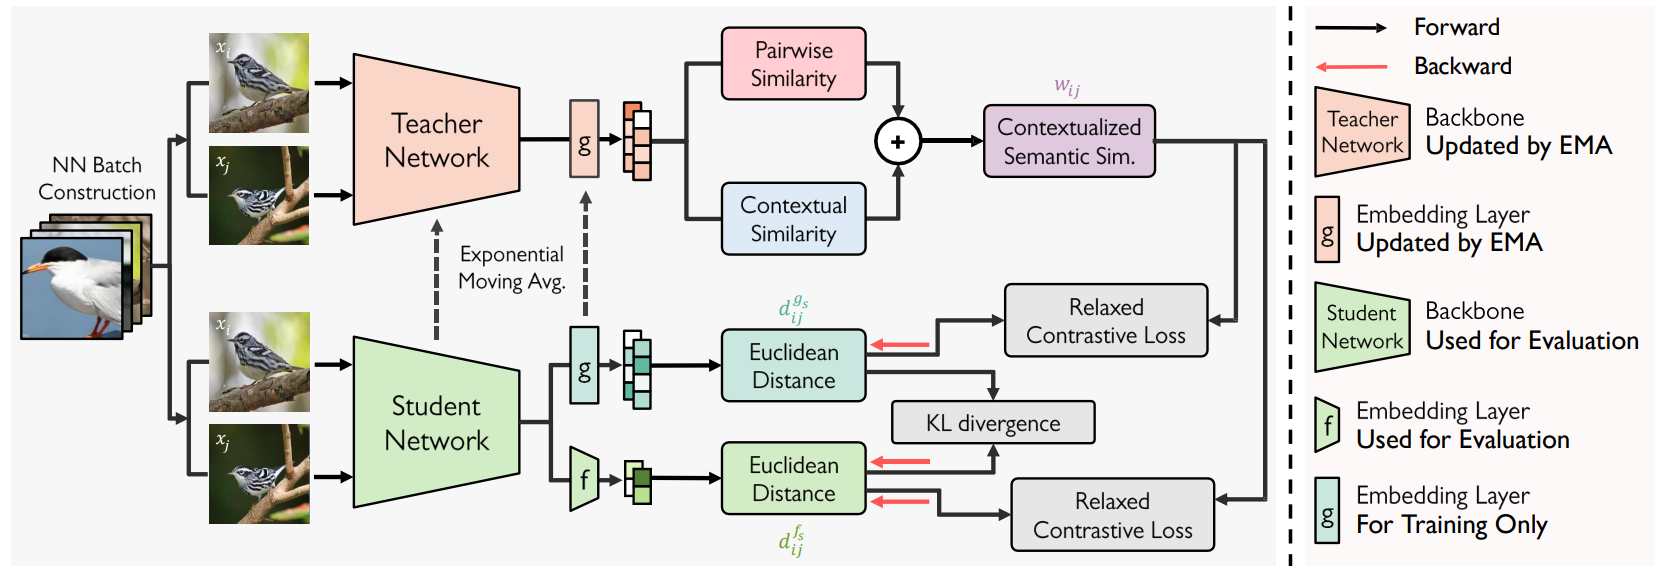 NN Batch
Construction
x_i
x_j
Teacher
Network
g
Pairwise
Similarity
Contextual
Similarity
+
w_{ij}
Contextualized
Semantic Sim.
Exponential
Moving Avg.
x_i
x_j
Student
Network
g
f
d_{ij}^{g_s}
Euclidean
Distance
Relaxed
Contrastive Loss
KL divergence
Euclidean
Distance
d_{ij}^{f_s}
Relaxed
Contrastive Loss
Forward
Backward
Teacher
Network
Backbone
Updated by EMA
g
Embedding Layer
Updated by EMA
Student
Network
Backbone
Used for Evaluation
f
Embedding Layer
Used for Evaluation
g
Embedding Layer
For Training Only